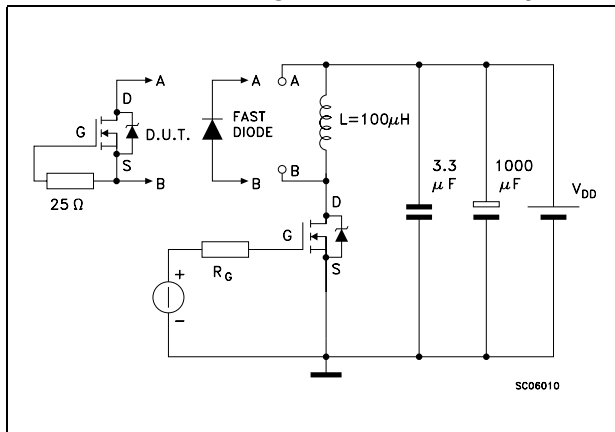 A
A
A
D
G
D.U.T.
S
B
25 Ω
FAST
DIODE
B
L=100μH
B
D
G
S
RG
+
-
3.3
μF
1000
μF
VDD
SC06010